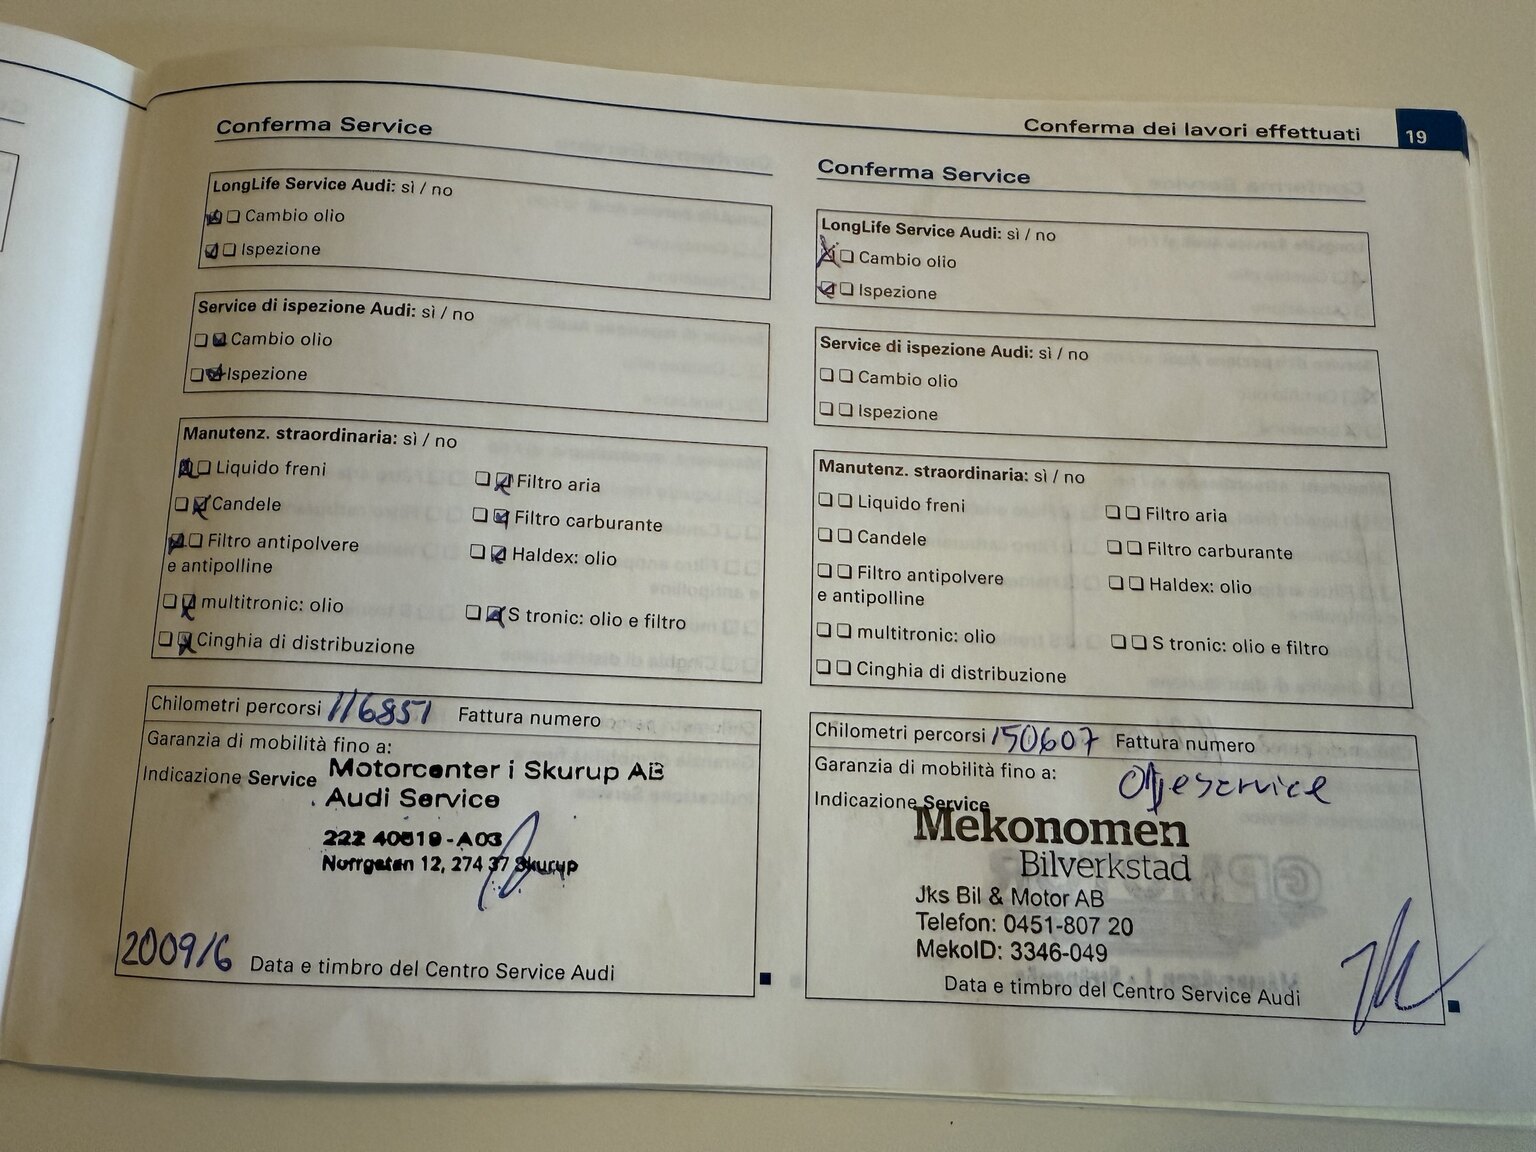 Conferma dei lavori effettuati 19
Conferma Service
LongLife Service Audi: sì / no
Cambio olio
Ispezione
Service di ispezione Audi: sì / no
Cambio olio
Ispezione
Manutenz. straordinaria: sì / no
Liquido freni
Filtro aria
Candele
Filtro carburante
Filtro antipolvere
e antipolline
Haldex: olio
multitronic: olio
S tronic: olio e filtro
Cinghia di distribuzione
Chilometri percorsi 116851 Fattura numero
Garanzia di mobilità fino a:
Indicazione Service
Motorcenter i Skurup AB
Audi Service
222 40619-A03
Norrgatan 12, 274 37 Skurup
2009/6 Data e timbro del Centro Service Audi
Conferma Service
LongLife Service Audi: sì / no
Cambio olio
Ispezione
Service di ispezione Audi: sì / no
Cambio olio
Ispezione
Manutenz. straordinaria: sì / no
Liquido freni
Filtro aria
Candele
Filtro carburante
Filtro antipolvere
e antipolline
Haldex: olio
multitronic: olio
S tronic: olio e filtro
Cinghia di distribuzione
Chilometri percorsi 150607 Fattura numero
Garanzia di mobilità fino a:
Indicazione Service
Mekonomen
Bilverkstad
Jks Bil & Motor AB
Telefon: 0451-807 20
MekoID: 3346-049
Data e timbro del Centro Service Audi